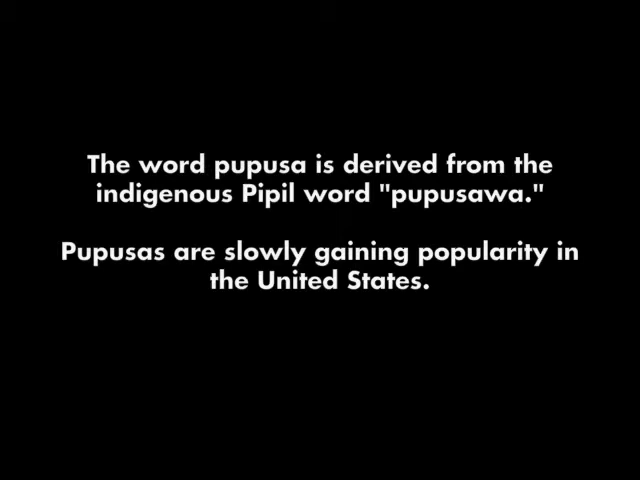 The word pupusa is derived from the
indigenous Pipil word "pupusawa."
Pupusas are slowly gaining popularity in
the United States.